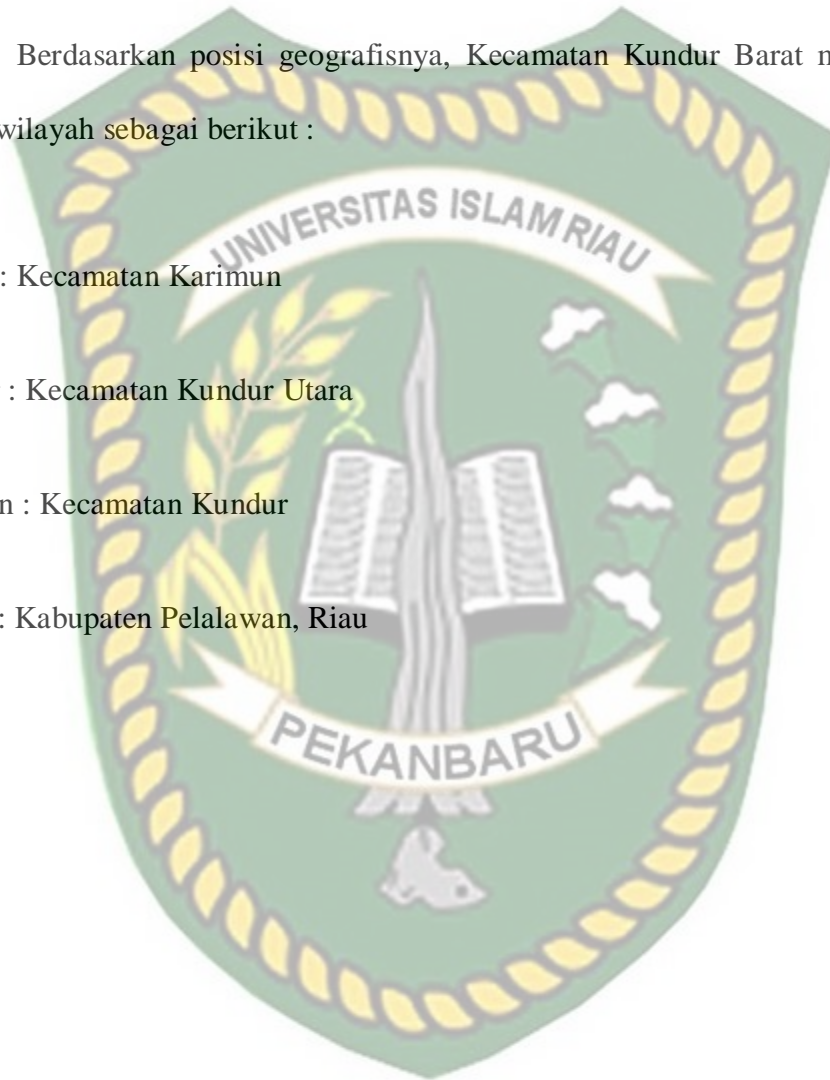 Berdasarkan posisi geografisnya, Kecamatan Kundur Barat
wilayah sebagai berikut :
UNIVERSITAS ISLAM RIAU
: Kecamatan Karimun
: Kecamatan Kundur Utara
: Kecamatan Kundur
: Kabupaten Pelalawan, Riau
PEKANBARU